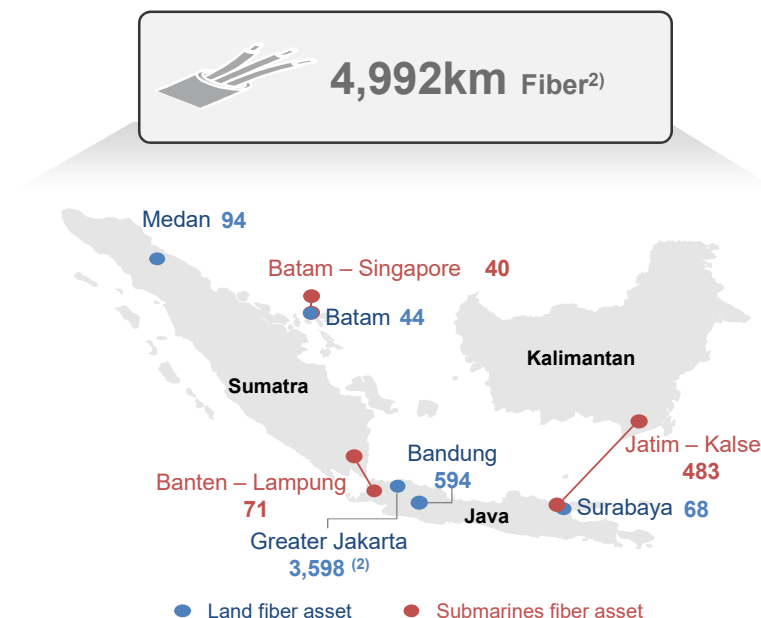 4,992km Fiber2)
Medan 94
Batam – Singapore 40
Batam 44
Kalimantan
Sumatra
Jatim – Kalse
483
Bandung
594
Banten – Lampung
71
Surabaya 68
Java
Greater Jakarta
3,598 (2)
Land fiber asset
Submarines fiber asset